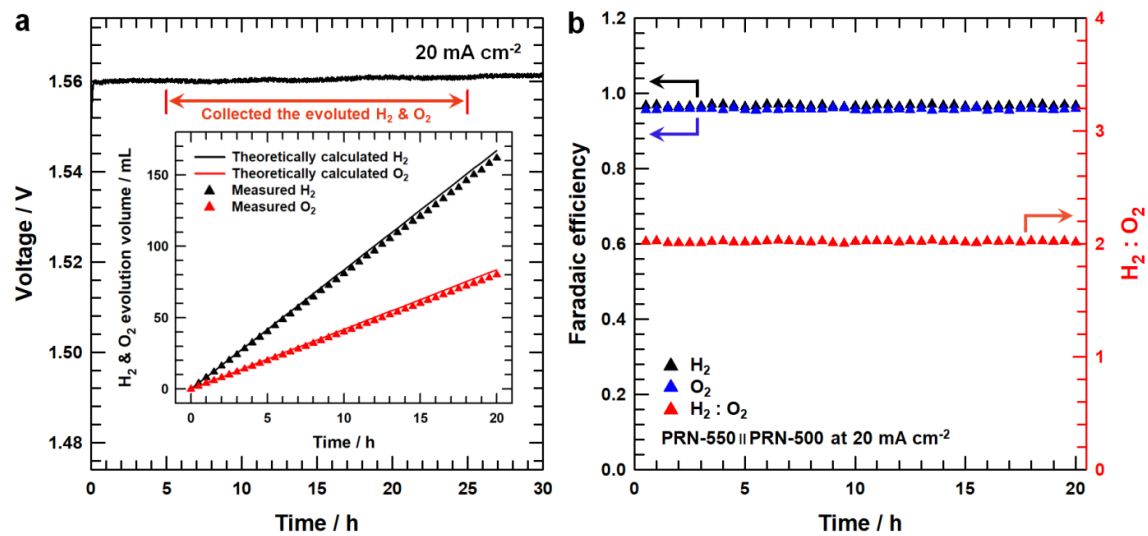 a
20 mA cm-2
Collected the evoluted H2 & O2
Theoretically calculated H2
Theoretically calculated O2
Measured H2
Measured O2
H2 & O2 evolution volume / mL
150
100
50
0
0
5
10
15
20
Time / h
Voltage / V
1.56
1.54
1.52
1.50
1.48
0
5
10
15
20
25
30
Time / h
b
Faradaic efficiency
1.2
1.0
0.8
0.6
0.4
0.2
0.0
H2
O2
H2 : O2
PRN-550 || PRN-500 at 20 mA cm-2
0
5
10
15
20
Time / h
4
3
2
1
0
H2 : O2